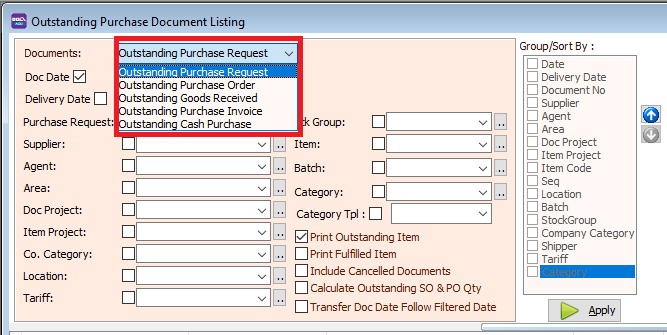 Outstanding Purchase Document Listing
Documents: Outstanding Purchase Request
Outstanding Purchase Request
Outstanding Purchase Order
Outstanding Goods Received
Outstanding Purchase Invoice
Outstanding Cash Purchase
Doc Date
Delivery Date
Purchase Request:
Supplier:
Agent:
Area:
Doc Project:
Item Project:
Co. Category:
Location:
Tariff:
Group:
Item:
Batch:
Category:
Category Tpl :
Print Outstanding Item
Print Fulfilled Item
Include Cancelled Documents
Calculate Outstanding SO & PO Qty
Transfer Doc Date Follow Filtered Date
Group/Sort By :
Date
Delivery Date
Document No
Supplier
Agent
Area
Doc Project
Item Project
Item Code
Seq
Location
Batch
StockGroup
Company Category
Shipper
Tariff
Category
Apply